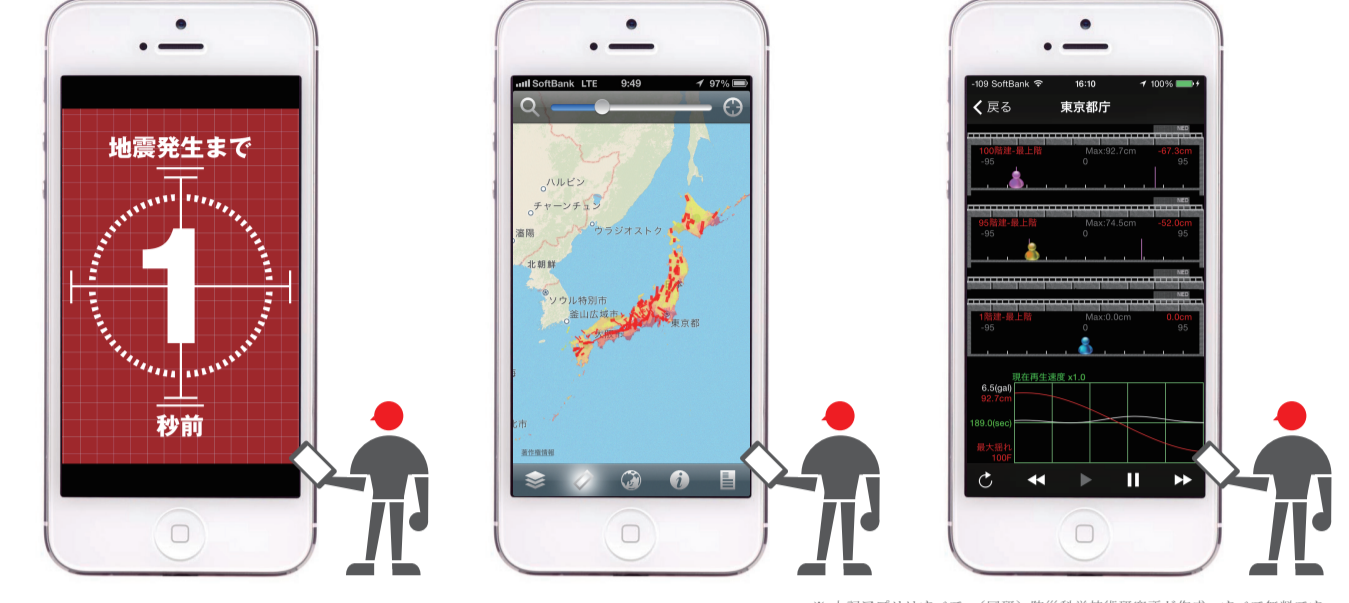 地震発生まで
1
秒前
SoftBank LTE 9:49 97%
ハルビン
チャーンチュン
瀋陽
ウラジオストク
北朝鮮
ソウル特別市
釜山広域市
東京都
-109 SoftBank 16:10 100%
戻る 東京都庁
NEO
100階建-最上階 Max:92.7cm -67.3cm
-95 0 95
NEO
95階建-最上階 Max:74.5cm -52.0cm
-95 0 95
NEO
NEO
1階建-最上階 Max:0.0cm 0.0cm
-95 0 95
現在再生速度 x1.0
6.5(gal)
92.7cm
189.0(sec)
最大揺れ
100F